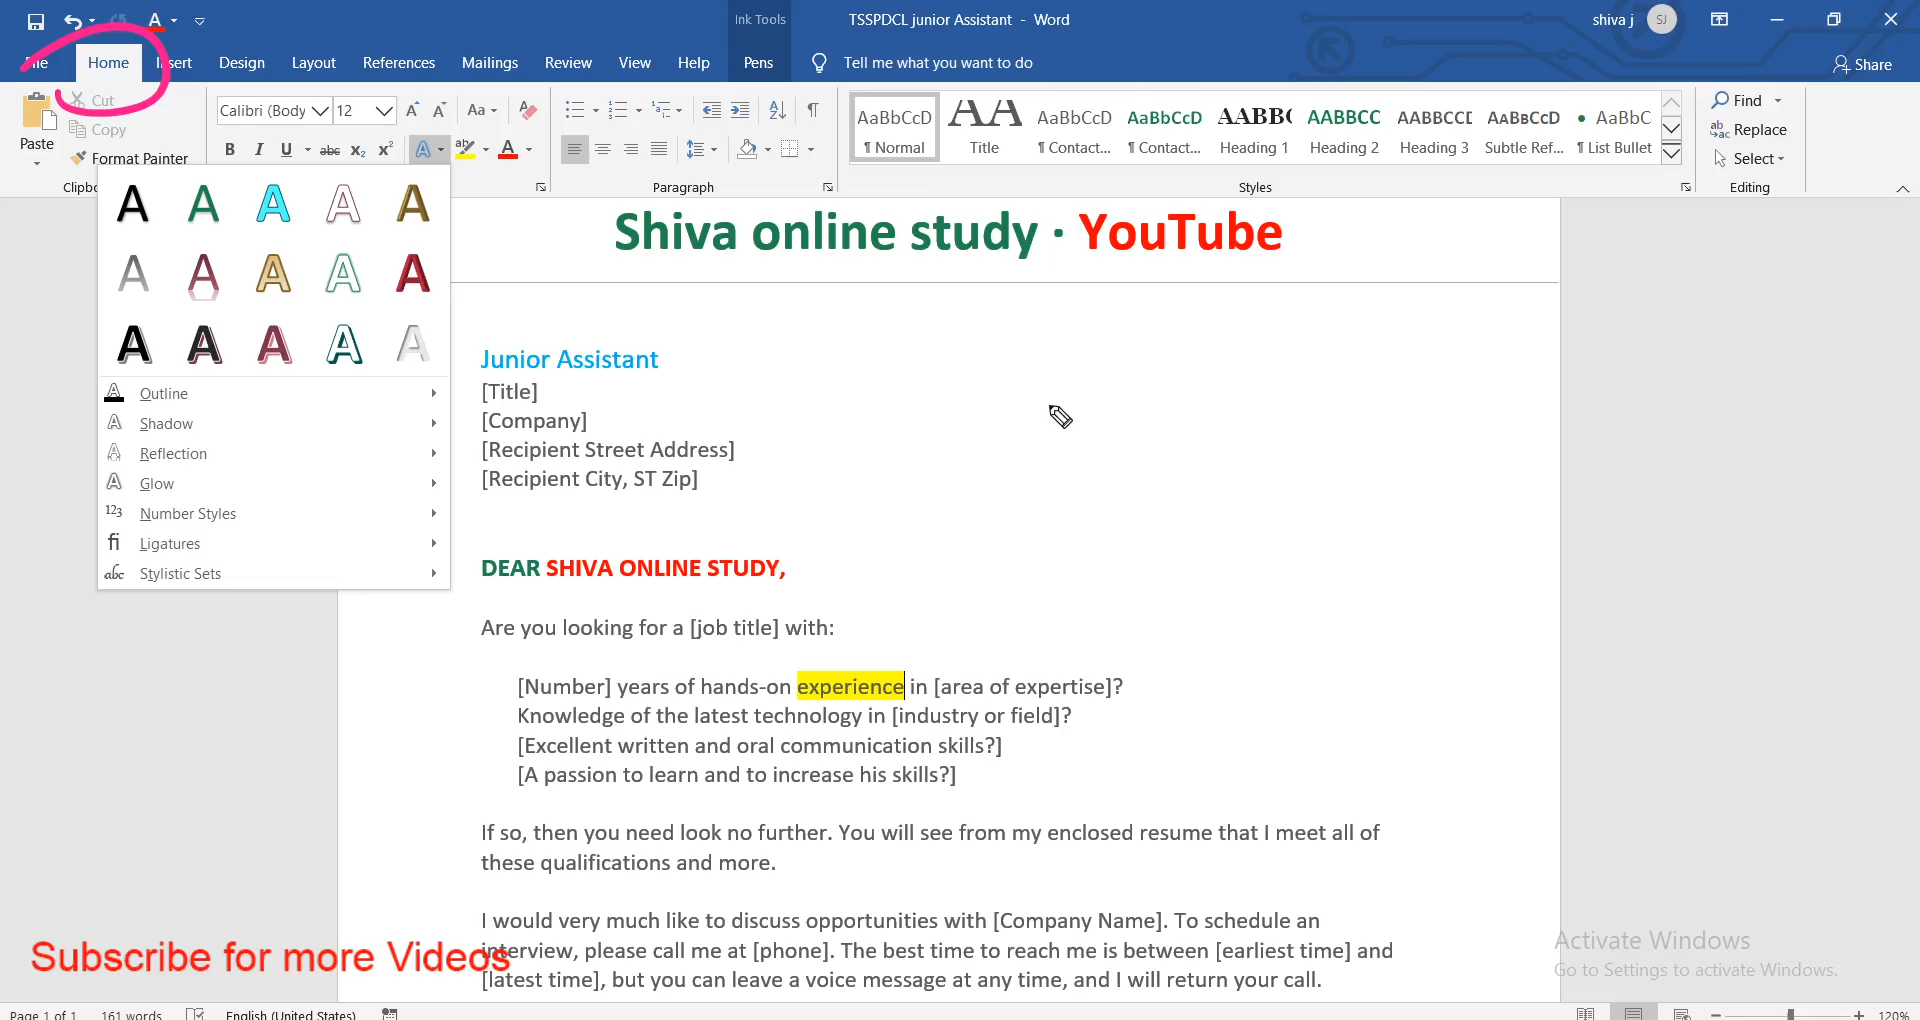 Ink Tools
TSSPDCL junior Assistant - Word
shiva j
SJ
Home
Design
Layout
References
Mailings
Review
View
Help
Pens
Tell me what you want to do
Share
Paste
Cut
Copy
Format Painter
Calibri (Body
12
Aa
AaBbCcD
¶ Normal
Title
AaBbCcD
¶ Contact...
AaBbCcD
¶ Contact...
AABBC
Heading 1
AABBCC
Heading 2
AABBCCD
Heading 3
AABBCCD
Subtle Ref...
AaBbC
¶ List Bullet
Find
Replace
Select
Paragraph
Styles
Editing
Outline
Shadow
Reflection
Glow
123 Number Styles
fi Ligatures
abc Stylistic Sets
Shiva online study · YouTube
Junior Assistant
[Title]
[Company]
[Recipient Street Address]
[Recipient City, ST Zip]
DEAR SHIVA ONLINE STUDY,
Are you looking for a [job title] with:
[Number] years of hands-on experience in [area of expertise]?
Knowledge of the latest technology in [industry or field]?
[Excellent written and oral communication skills?]
[A passion to learn and to increase his skills?]
If so, then you need look no further. You will see from my enclosed resume that I meet all of
these qualifications and more.
I would very much like to discuss opportunities with [Company Name]. To schedule an
interview, please call me at [phone]. The best time to reach me is between [earliest time] and
[latest time], but you can leave a voice message at any time, and I will return your call.
Subscribe for more Videos
Activate Windows
Go to Settings to activate Windows.
Page 1 of 1
161 words
English (United States)
120%